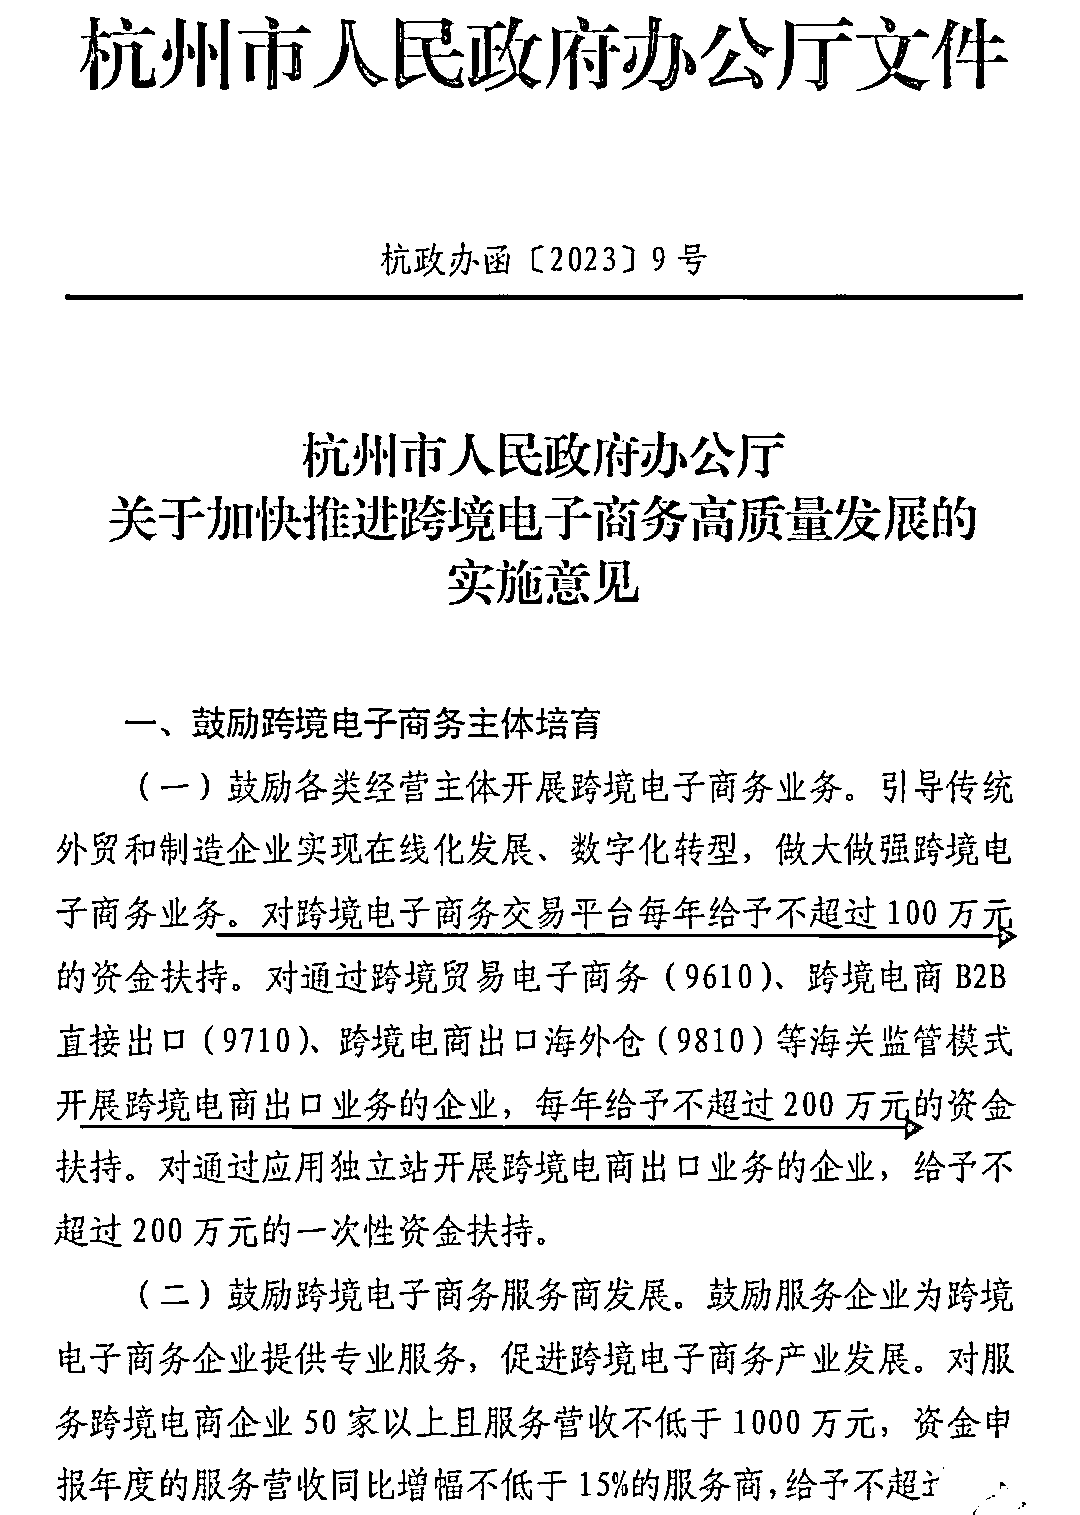 杭州市人民政府办公厅文件
杭政办函〔2023〕9号
杭州市人民政府办公厅
关于加快推进跨境电子商务高质量发展的
实施意见
一、鼓励跨境电子商务主体培育
（一）鼓励各类经营主体开展跨境电子商务业务。引导传统
外贸和制造企业实现在线化发展、数字化转型，做大做强跨境电
子商务业务。对跨境电子商务交易平台每年给予不超过100万元
的资金扶持。对通过跨境贸易电子商务（9610）、跨境电商B2B
直接出口（9710）、跨境电商出口海外仓（9810）等海关监管模式
开展跨境电商出口业务的企业，每年给予不超过200万元的资金
扶持。对通过应用独立站开展跨境电商出口业务的企业，给予不
超过200万元的一次性资金扶持。
（二）鼓励跨境电子商务服务商发展。鼓励服务企业为跨境
电子商务企业提供专业服务，促进跨境电子商务产业发展。对服
务跨境电商企业50家以上且服务营收不低于1000万元，资金申
报年度的服务营收同比增幅不低于15%的服务商，给予不超